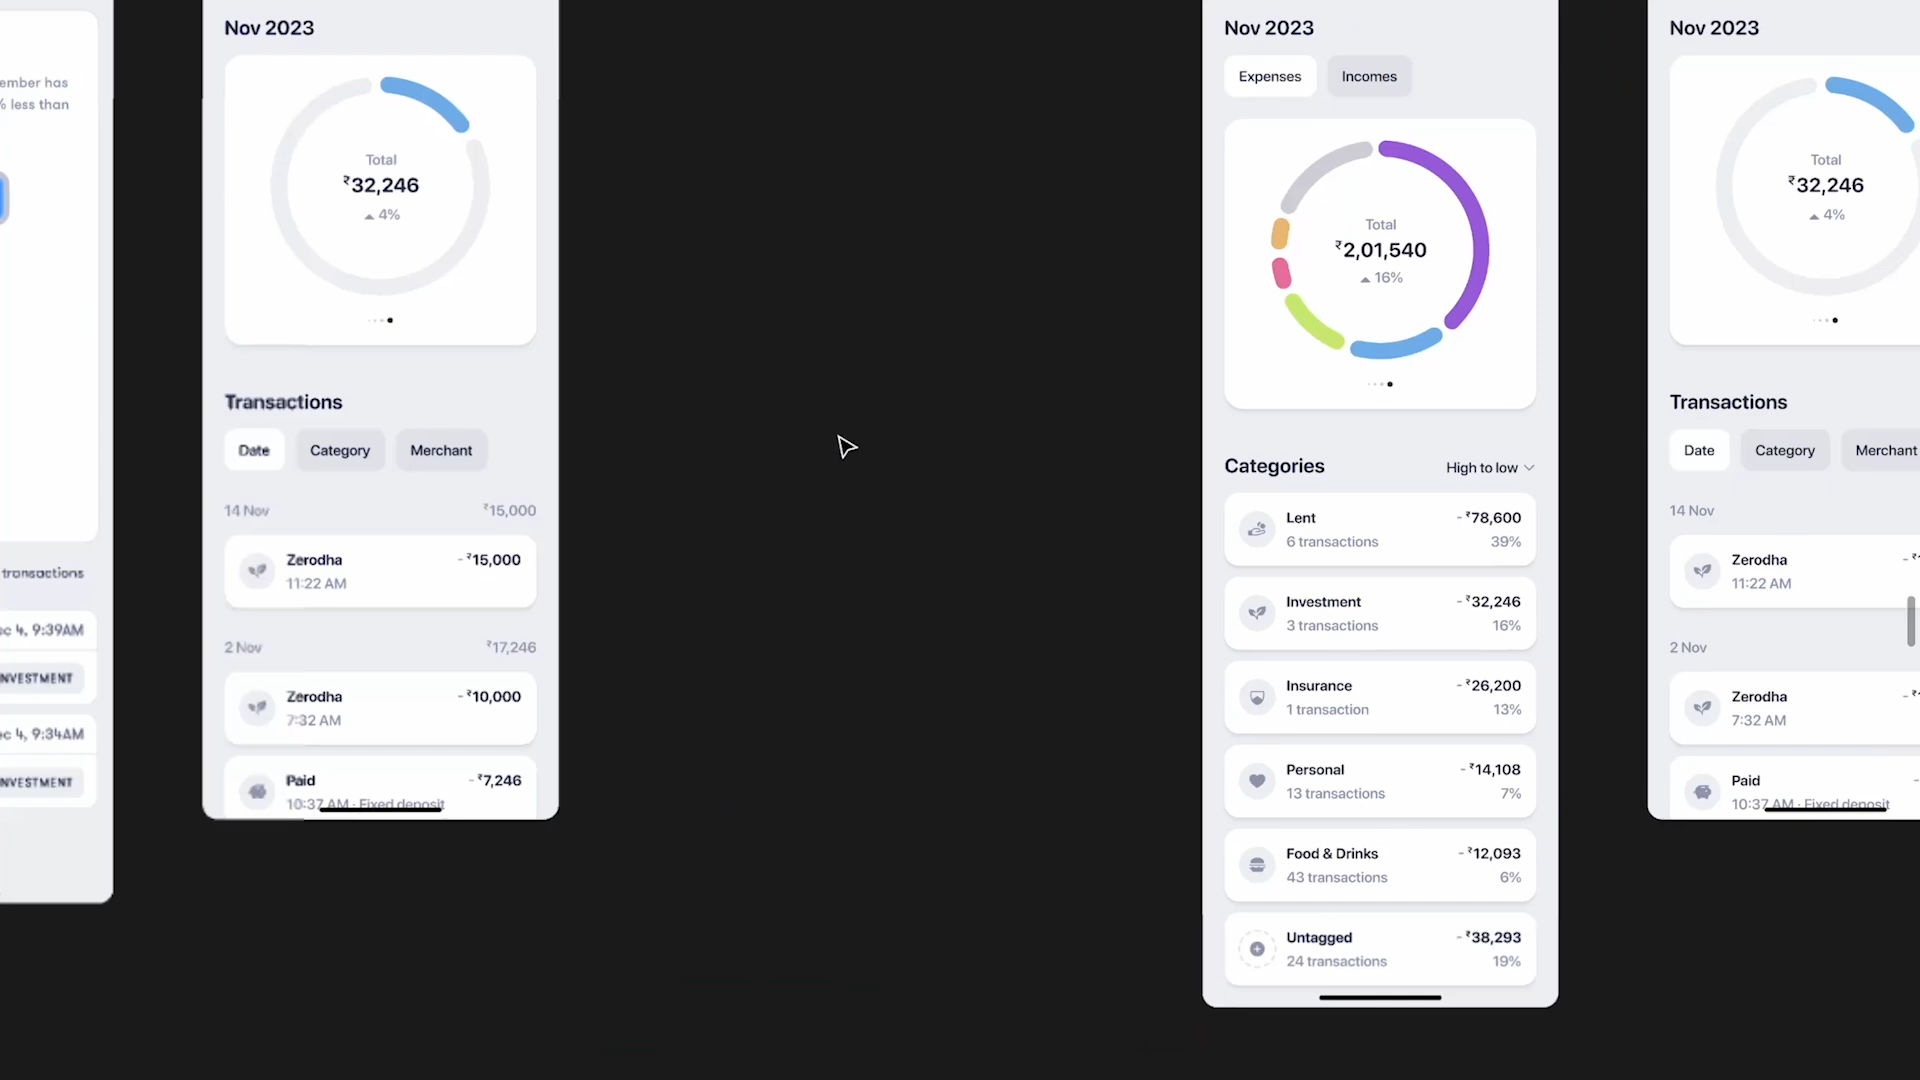 ember has
% less than
transactions
c 4, 9:39AM
NVESTMENT
c 4, 9:34AM
NVESTMENT
Nov 2023
Total
₹32,246
4%
Transactions
Date Category Merchant
14 Nov ₹15,000
Zerodha - ₹15,000
11:22 AM
2 Nov ₹17,246
Zerodha - ₹10,000
7:32 AM
Paid - ₹7,246
10:37 AM · Fixed deposit
Nov 2023
Expenses Incomes
Total
₹2,01,540
16%
Categories High to low
Lent - ₹78,600
6 transactions 39%
Investment - ₹32,246
3 transactions 16%
Insurance - ₹26,200
1 transaction 13%
Personal - ₹14,108
13 transactions 7%
Food & Drinks - ₹12,093
43 transactions 6%
Untagged - ₹38,293
24 transactions 19%
Nov 2023
Total
₹32,246
4%
Transactions
Date Category Merchant
14 Nov
Zerodha - ₹
11:22 AM
2 Nov
Zerodha - ₹
7:32 AM
Paid -
10:37 AM · Fixed deposit